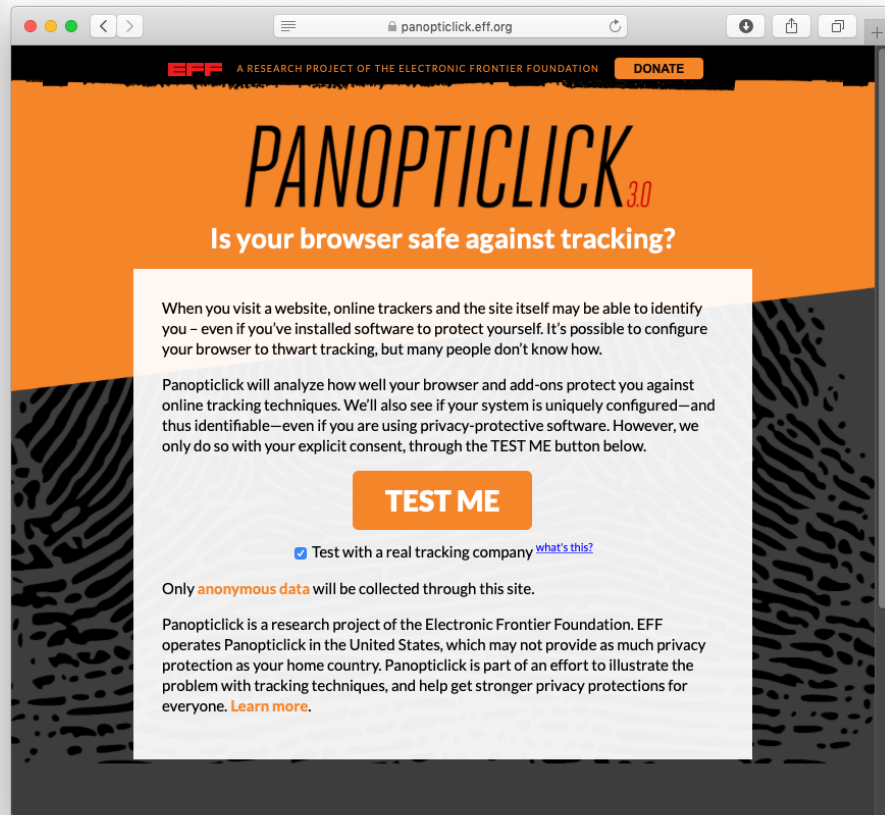 panopticlick.eff.org
EFF A RESEARCH PROJECT OF THE ELECTRONIC FRONTIER FOUNDATION DONATE
PANOPTICLICK 3.0
Is your browser safe against tracking?
When you visit a website, online trackers and the site itself may be able to identify
you – even if you’ve installed software to protect yourself. It’s possible to configure
your browser to thwart tracking, but many people don’t know how.
Panopticlick will analyze how well your browser and add-ons protect you against
online tracking techniques. We’ll also see if your system is uniquely configured—and
thus identifiable—even if you are using privacy-protective software. However, we
only do so with your explicit consent, through the TEST ME button below.
TEST ME
Test with a real tracking company what's this?
Only anonymous data will be collected through this site.
Panopticlick is a research project of the Electronic Frontier Foundation. EFF
operates Panopticlick in the United States, which may not provide as much privacy
protection as your home country. Panopticlick is part of an effort to illustrate the
problem with tracking techniques, and help get stronger privacy protections for
everyone. Learn more.